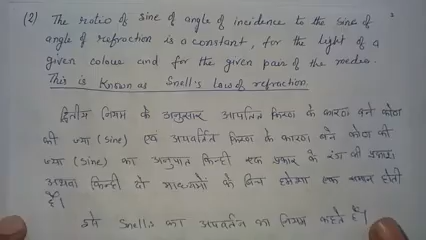 (2) The ratio of sine of angle of incidence to the sine of
angle of refraction is a constant, for the light of a
given colour and for the given pair of the media.
This is known as Snell's law of refraction.
द्वितीय नियम के अनुसार आपतित किरण के कारण बने कोण
की ज्या (sine) एवं अपवर्तित किरण के कारण बने कोण की
ज्या (sine) का अनुपात किन्ही एक प्रकार के रंग की प्रकाश
अथवा किन्ही दो माध्यमों के बिच हमेशा एक समान होती
है।
इसे Snell's का अपवर्तन का नियम कहते है।